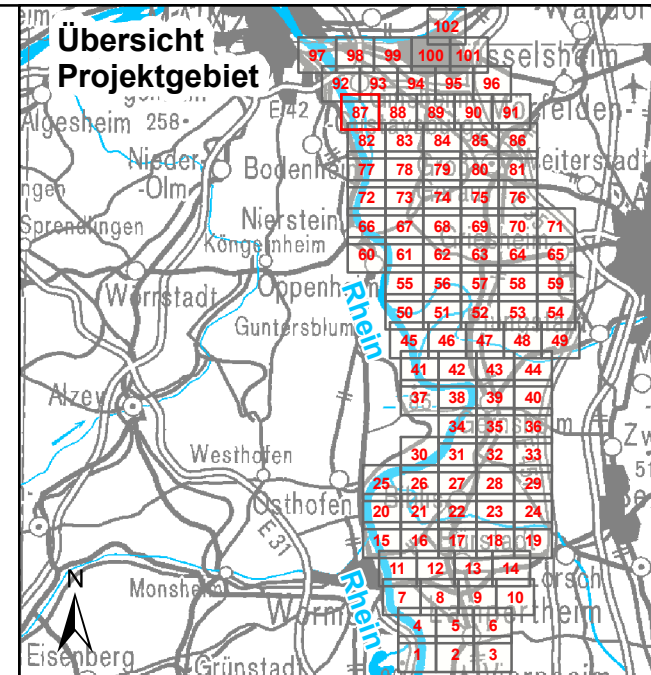 Übersicht
Projektgebiet
102
97 98 99 100 101
sselsheim
92 93 94 95 96
E 42
87 88 89 90 91
Algesheim
258
82 83 84 85 86
Nieder
-Olm
Bodenheim
Weiterstadt
77 78 79 80 81
72 73 74 75 76
Sprendlingen
Nierstein
66 67 68 69 70 71
Köngernheim
60 61 62 63 64 65
Wörrstadt
Oppenh
55 56 57 58 59
Rhein
50 51 52 53 54
Guntersblum
45 46 47 48 49
41 42 43 44
Alzey
37 38 39 40
34 35 36
Westhofen
30 31 32 33
25 26 27 28 29
Osthofen
20 21 22 23 24
E 31
15 16 17 18 19
11 12 13 14
Lorsch
N
Monsheim
Rhein
7 8 9 10
Worms
4 5 6
Eisenberg
Grünstadt
1 2 3